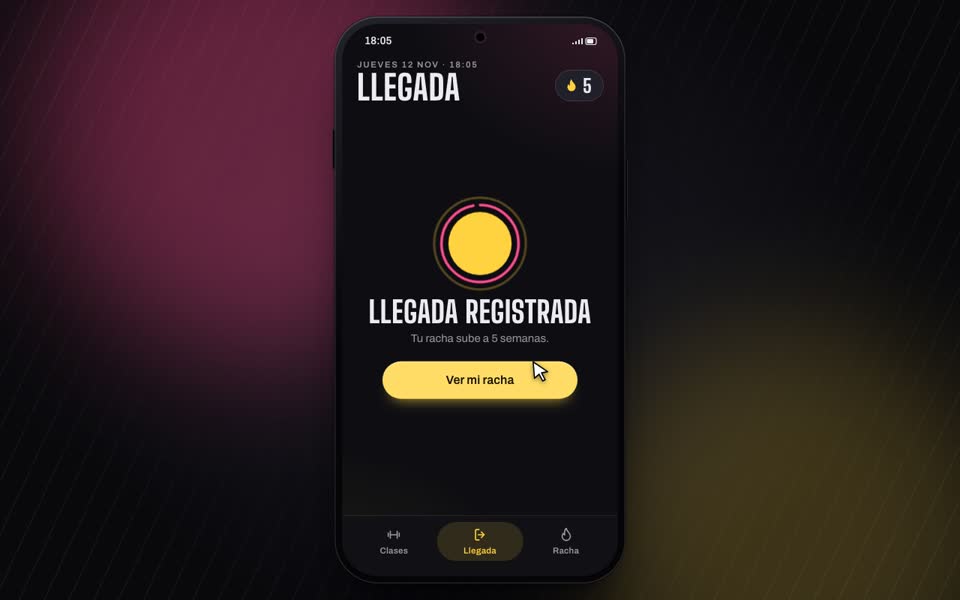 18:05
JUEVES 12 NOV · 18:05
LLEGADA
5
LLEGADA REGISTRADA
Tu racha sube a 5 semanas.
Ver mi racha
Clases
Llegada
Racha